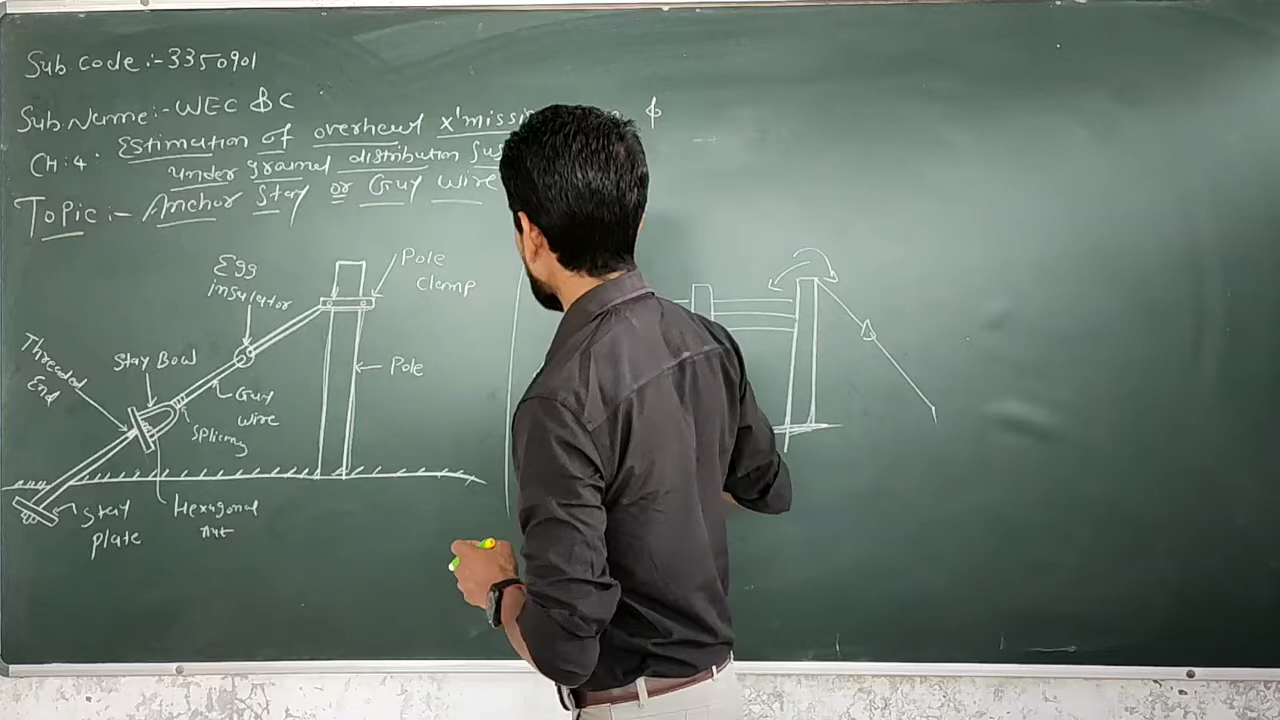 Sub.code:-3350901
Sub.Name:-WEC &C
CH:4. Estimation of overhead x'missi
under ground distribution Sys
Topic:- Anchor Stay or Guy wire
Egg
insulator
Pole
Clamp
Threaded
End
Stay Bow
Pole
Guy
wire
Splicing
Stay
plate
Hexagonal
nut